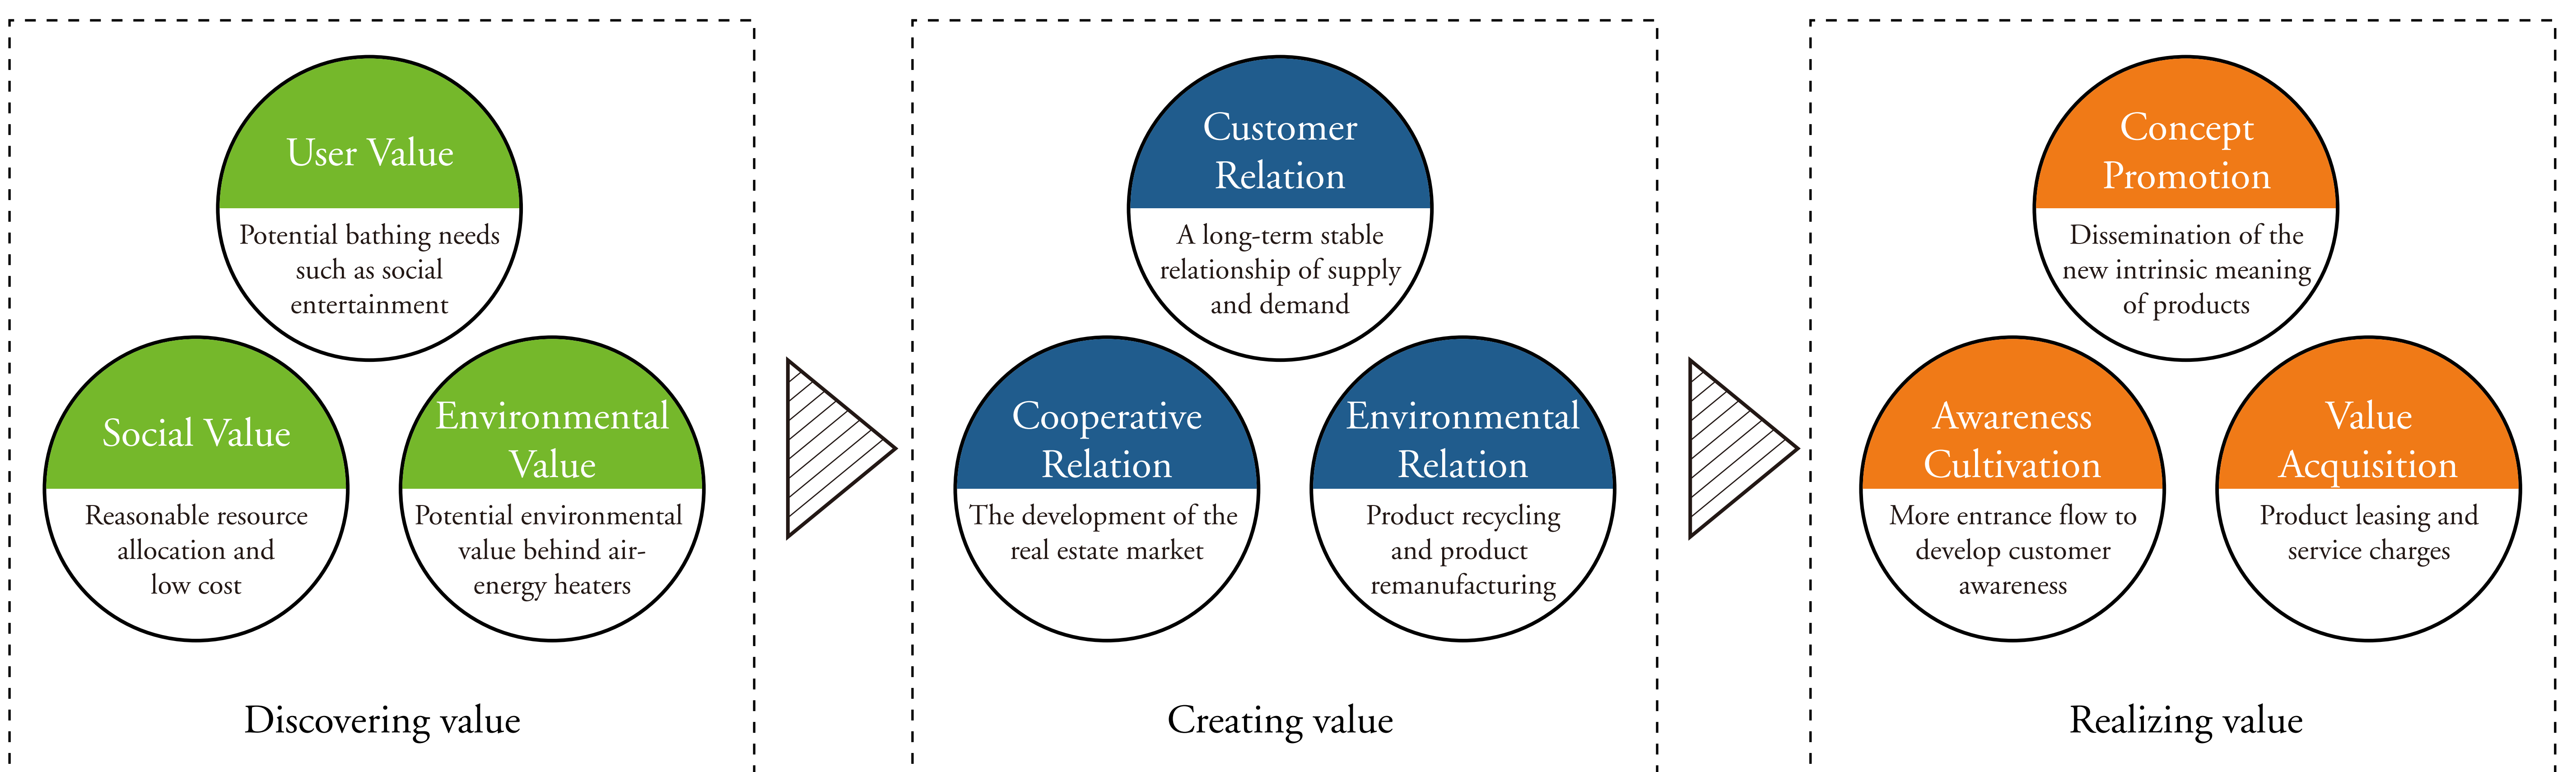 User Value
Potential bathing needs
such as social
entertainment
Social Value
Reasonable resource
allocation and
low cost
Environmental
Value
Potential environmental
value behind air-
energy heaters
Discovering value
Customer
Relation
A long-term stable
relationship of supply
and demand
Cooperative
Relation
The development of the
real estate market
Environmental
Relation
Product recycling
and product
remanufacturing
Creating value
Concept
Promotion
Dissemination of the
new intrinsic meaning
of products
Awareness
Cultivation
More entrance flow to
develop customer
awareness
Value
Acquisition
Product leasing and
service charges
Realizing value